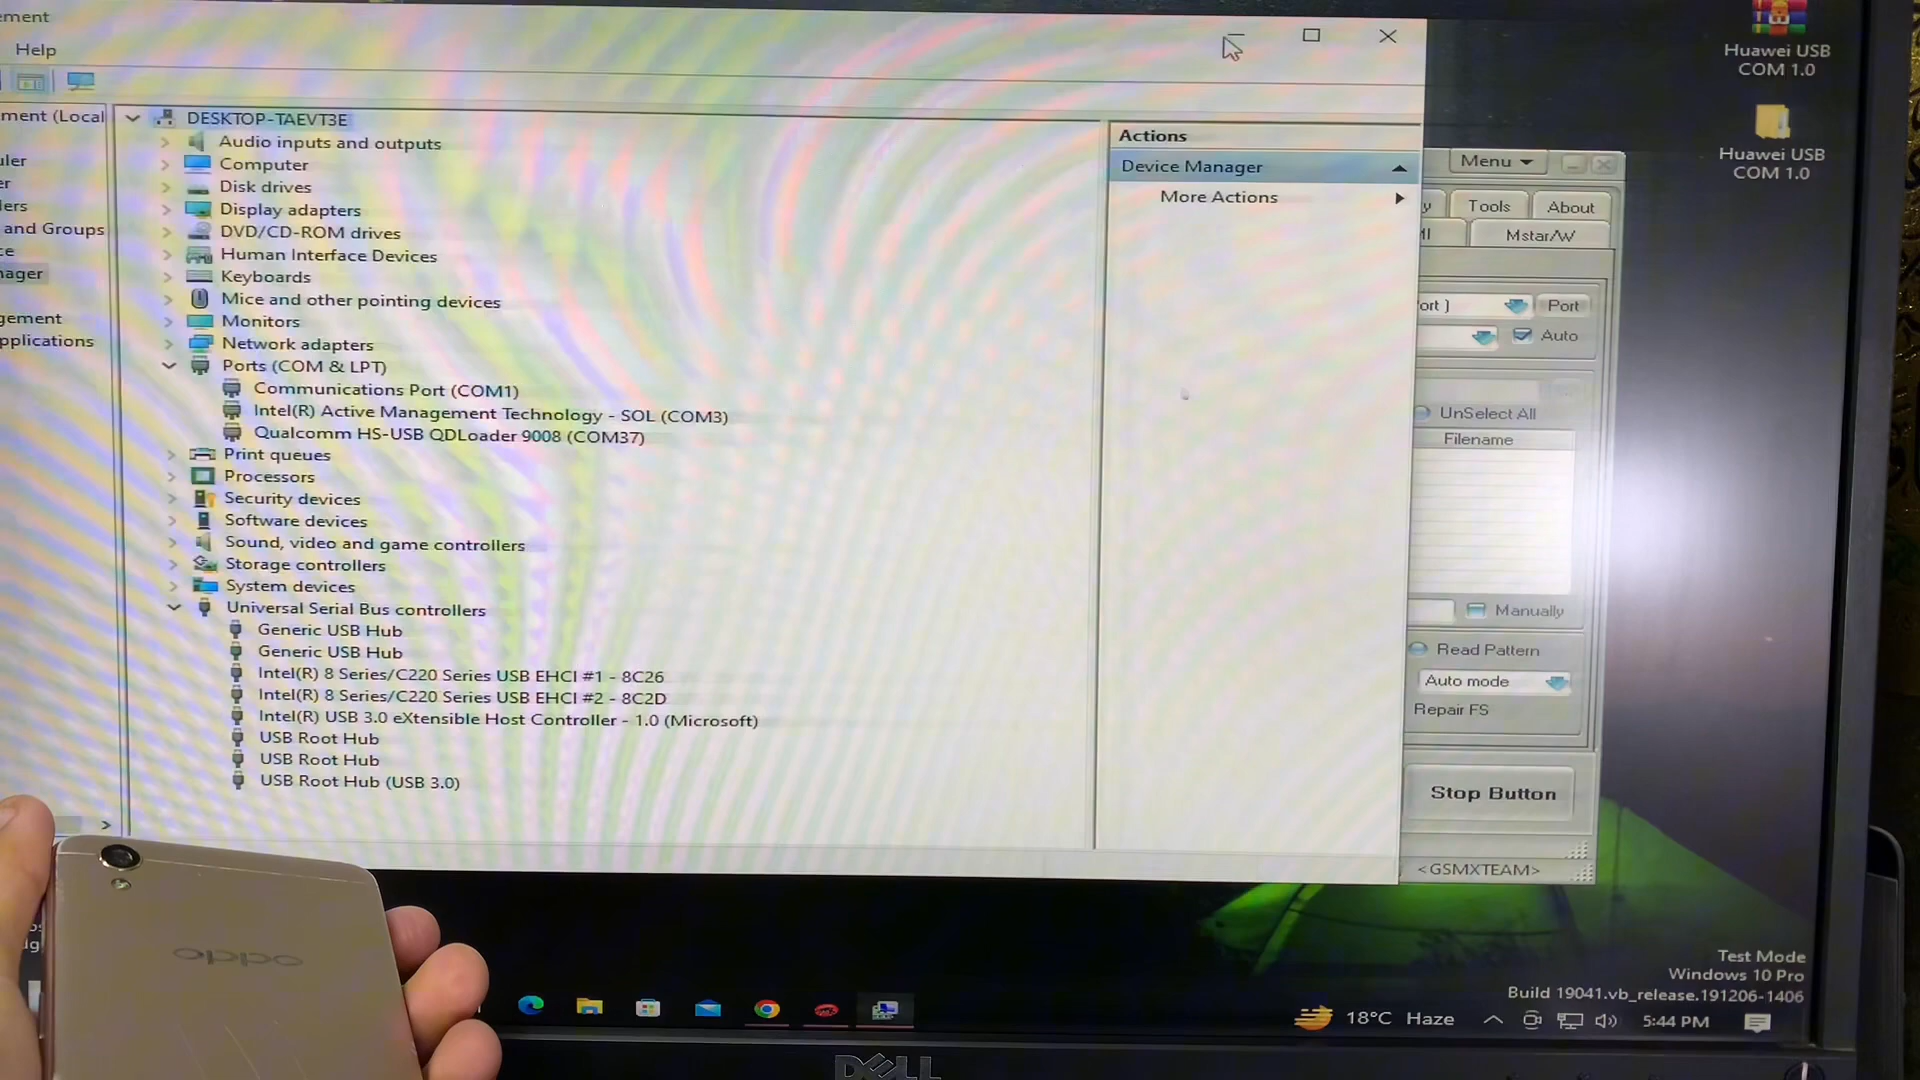 ement
Help
ment (Local
uler
er
lers
and Groups
ce
nager
gement
pplications
DESKTOP-TAEVT3E
Audio inputs and outputs
Computer
Disk drives
Display adapters
DVD/CD-ROM drives
Human Interface Devices
Keyboards
Mice and other pointing devices
Monitors
Network adapters
Ports (COM & LPT)
Communications Port (COM1)
Intel(R) Active Management Technology - SOL (COM3)
Qualcomm HS-USB QDLoader 9008 (COM37)
Print queues
Processors
Security devices
Software devices
Sound, video and game controllers
Storage controllers
System devices
Universal Serial Bus controllers
Generic USB Hub
Generic USB Hub
Intel(R) 8 Series/C220 Series USB EHCI #1 - 8C26
Intel(R) 8 Series/C220 Series USB EHCI #2 - 8C2D
Intel(R) USB 3.0 eXtensible Host Controller - 1.0 (Microsoft)
USB Root Hub
USB Root Hub
USB Root Hub (USB 3.0)
Actions
Device Manager
More Actions
Menu
y Tools About
MI Mstar/W
ort ) Port
Auto
UnSelect All
Filename
Manually
Read Pattern
Auto mode
Repair FS
Stop Button
<GSMXTEAM>
Huawei USB
COM 1.0
Huawei USB
COM 1.0
Test Mode
Windows 10 Pro
Build 19041.vb_release.191206-1406
18°C Haze
5:44 PM
oppo
DELL